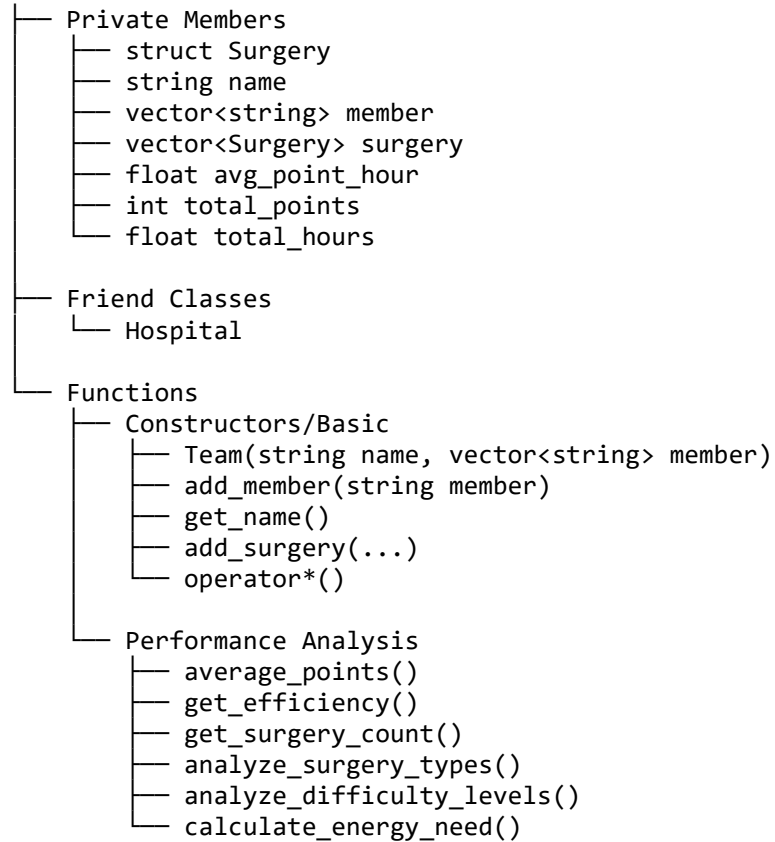 ├── Private Members
│   ├── struct Surgery
│   ├── string name
│   ├── vector<string> member
│   ├── vector<Surgery> surgery
│   ├── float avg_point_hour
│   ├── int total_points
│   └── float total_hours
│
├── Friend Classes
│   └── Hospital
│
└── Functions
    ├── Constructors/Basic
    │   ├── Team(string name, vector<string> member)
    │   ├── add_member(string member)
    │   ├── get_name()
    │   ├── add_surgery(...)
    │   └── operator*()
    │
    └── Performance Analysis
        ├── average_points()
        ├── get_efficiency()
        ├── get_surgery_count()
        ├── analyze_surgery_types()
        ├── analyze_difficulty_levels()
        └── calculate_energy_need()